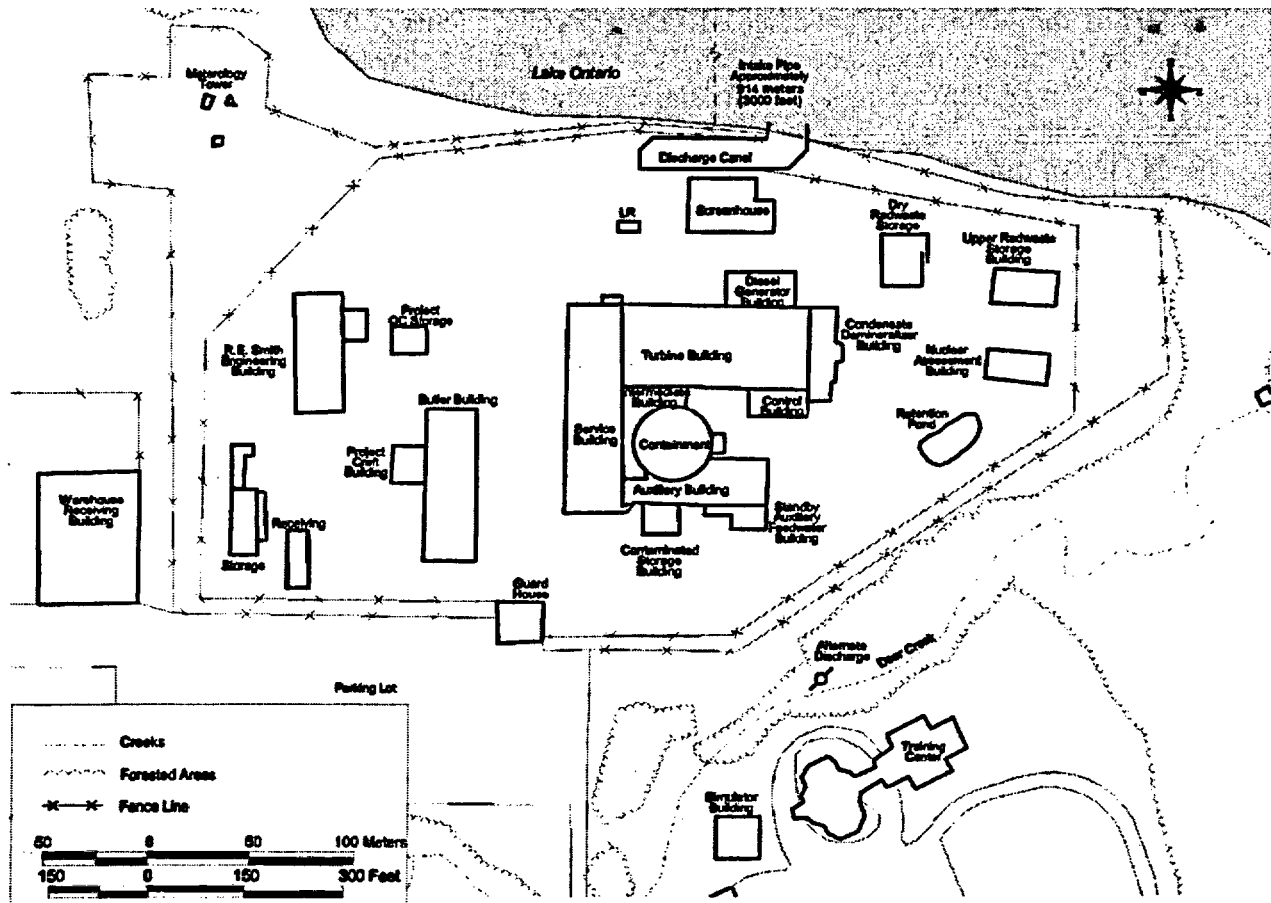 Lake Ontario
Intake Pipe
Approximately
914 meters
(3000 feet)
Meterology
Tower
Discharge Canal
Screenhouse
LR
Dry
Radwaste
Storage
Upper Radwaste
Storage
Building
Diesel
Generator
Building
Project
QC Storage
R.E. Smith
Engineering
Building
Turbine Building
Condensate
Demineralizer
Building
Nuclear
Assessment
Building
Butler Building
Intermediate
Building
Control
Building
Retention
Pond
Service
Building
Containment
Project
Craft
Building
Auxiliary Building
Warehouse
Receiving
Building
Receiving
Storage
Standby
Auxiliary
Feedwater
Building
Contaminated
Storage
Building
Guard
House
Alternate
Discharge
Deer Creek
Parking Lot
Training
Center
Simulator
Building
Creeks
Forested Areas
Fence Line
50 0 50 100 Meters
150 0 150 300 Feet